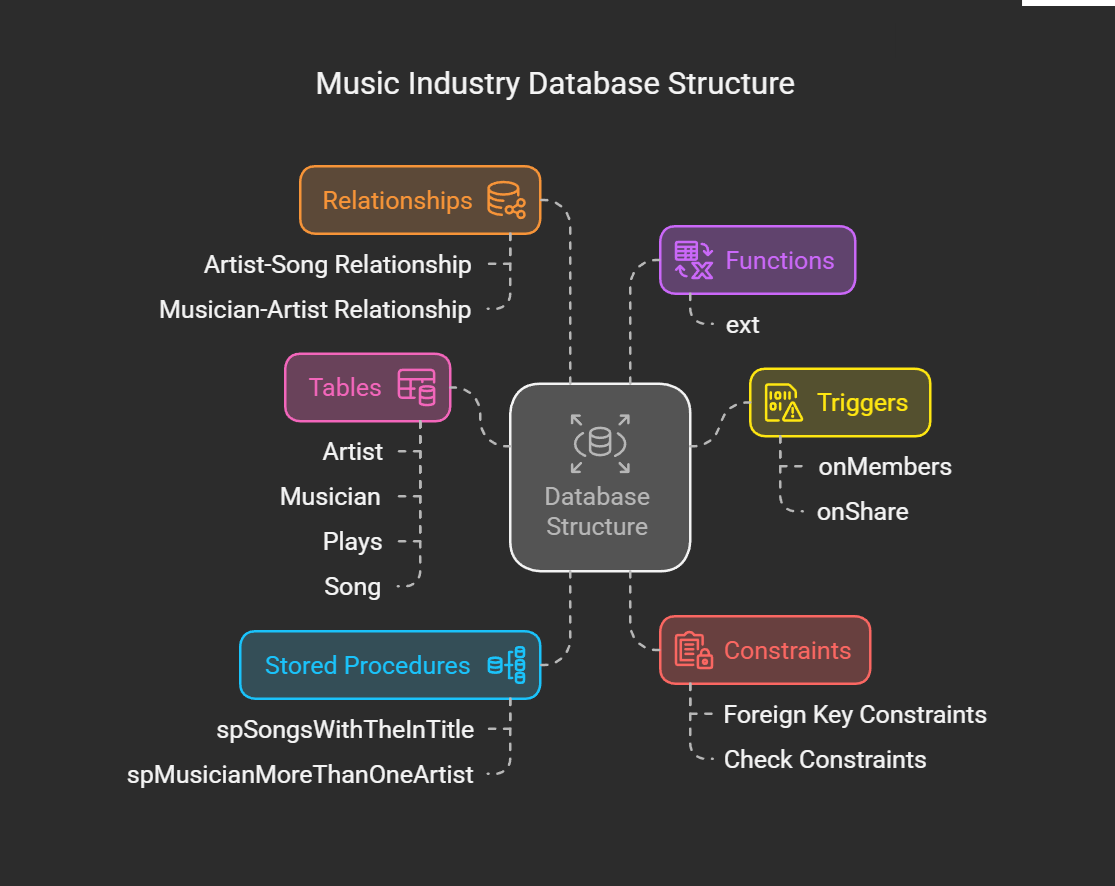 Music Industry Database Structure
Relationships
Artist-Song Relationship
Musician-Artist Relationship
Functions
ext
Tables
Artist
Musician
Plays
Song
Database
Structure
Triggers
onMembers
onShare
Stored Procedures
spSongsWithTheInTitle
spMusicianMoreThanOneArtist
Constraints
Foreign Key Constraints
Check Constraints